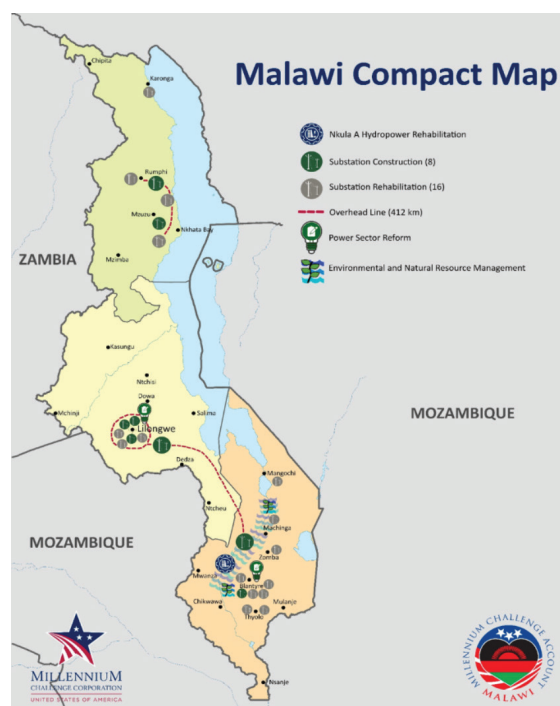 Malawi Compact Map
Nkula A Hydropower Rehabilitation
Substation Construction (8)
Substation Rehabilitation (16)
Overhead Line (412 km)
Power Sector Reform
Environmental and Natural Resource Management
Chipita
Karonga
Rumphi
Mzuzu
Nkhata Bay
ZAMBIA
Mzimba
Kasungu
Ntchisi
Dowa
Mchinji
Salima
Lilongwe
MOZAMBIQUE
Dedza
Mangochi
Ntcheu
Machinga
MOZAMBIQUE
Zomba
Mwanza
Blantyre
Chikwawa
Mulanje
Thyolo
Nsanje
MILLENNIUM
CHALLENGE CORPORATION
UNITED STATES OF AMERICA
MILLENNIUM CHALLENGE ACCOUNT
MALAWI